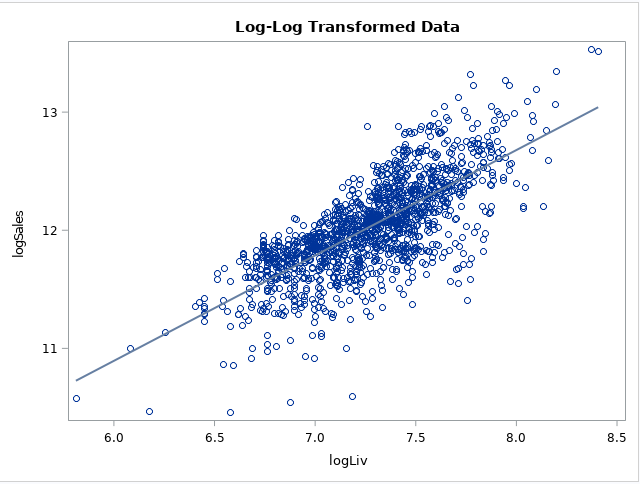 Log-Log Transformed Data
13
12
11
logSales
6.0 6.5 7.0 7.5 8.0 8.5
logLiv